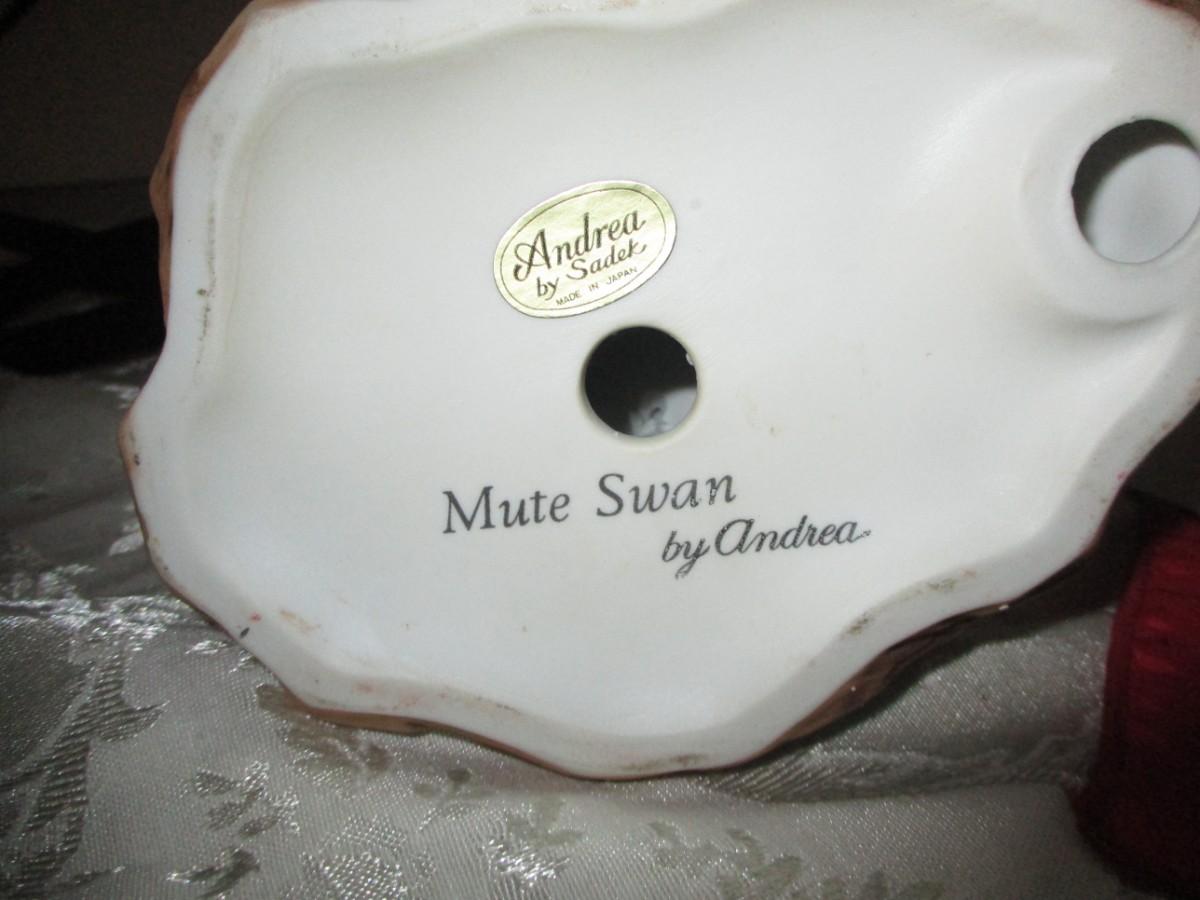 Andrea
by Sadek
MADE IN JAPAN
Mute Swan
by Andrea